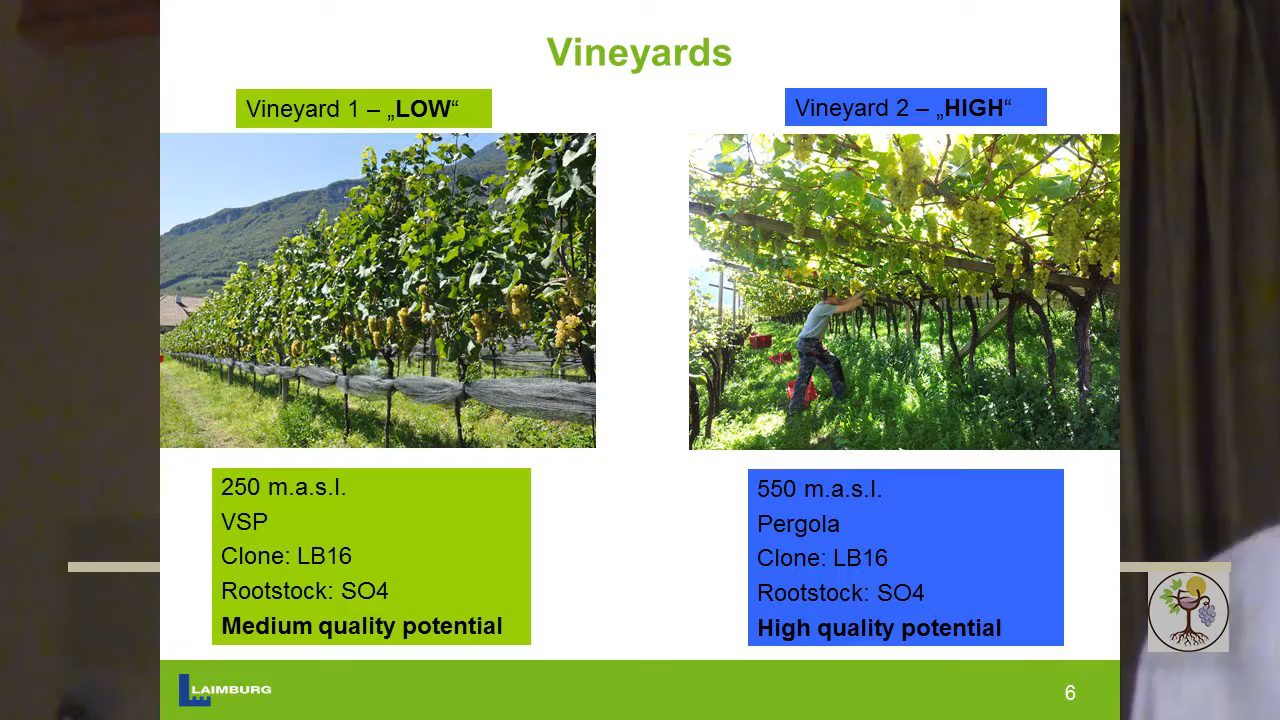 Vineyards
Vineyard 1 – „LOW“
Vineyard 2 – „HIGH“
250 m.a.s.l.
VSP
Clone: LB16
Rootstock: SO4
Medium quality potential
550 m.a.s.l.
Pergola
Clone: LB16
Rootstock: SO4
High quality potential
LAIMBURG
6